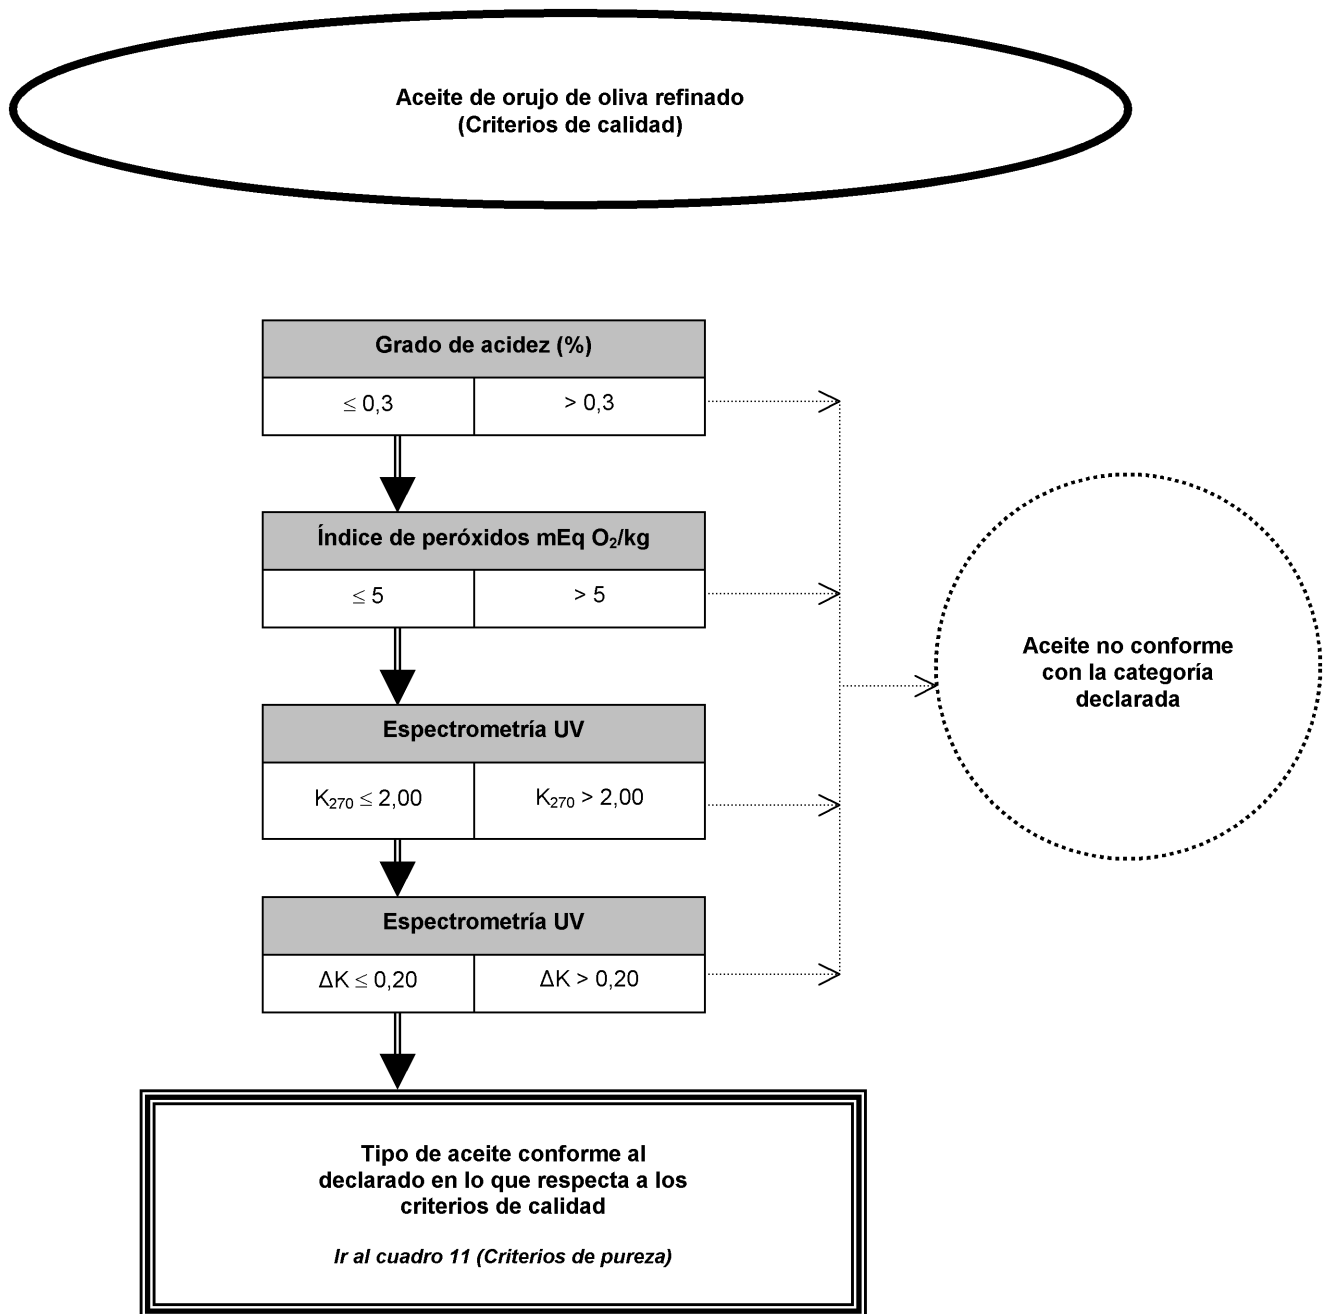 Aceite de orujo de oliva refinado
(Criterios de calidad)
Grado de acidez (%)
≤ 0,3
> 0,3
Índice de peróxidos mEq O₂/kg
≤ 5
> 5
Espectrometría UV
K₂₇₀ ≤ 2,00
K₂₇₀ > 2,00
Espectrometría UV
ΔK ≤ 0,20
ΔK > 0,20
Aceite no conforme
con la categoría
declarada
Tipo de aceite conforme al
declarado en lo que respecta a los
criterios de calidad
Ir al cuadro 11 (Criterios de pureza)